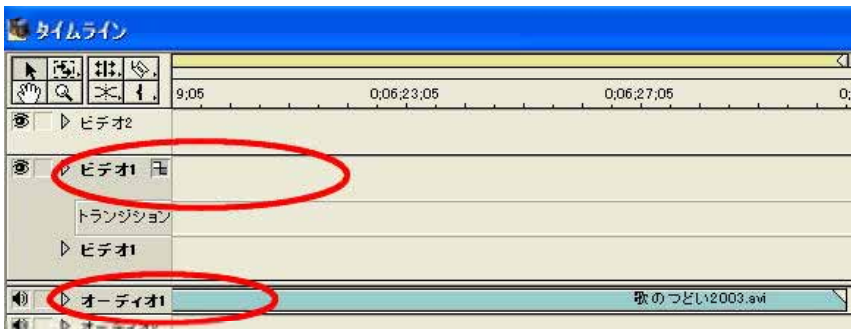 タイムライン
9;05 0;06;23;05 0;06;27;05 0;
ビデオ2
ビデオ1
トランジション
ビデオ1
オーディオ1 歌のつどい2003.avi